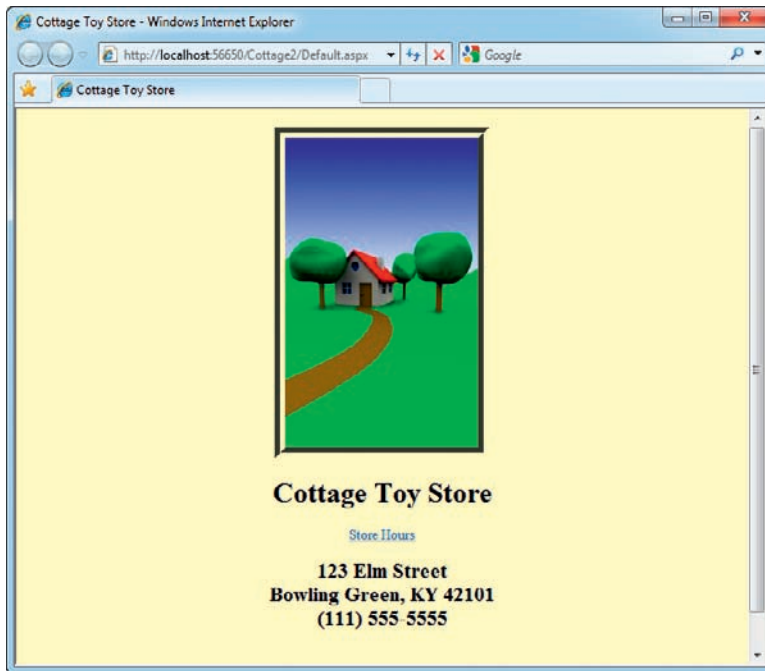 Cottage Toy Store - Windows Internet Explorer
http://localhost:56650/Cottage2/Default.aspx
Google
Cottage Toy Store
Cottage Toy Store
Store Hours
123 Elm Street
Bowling Green, KY 42101
(111) 555-5555